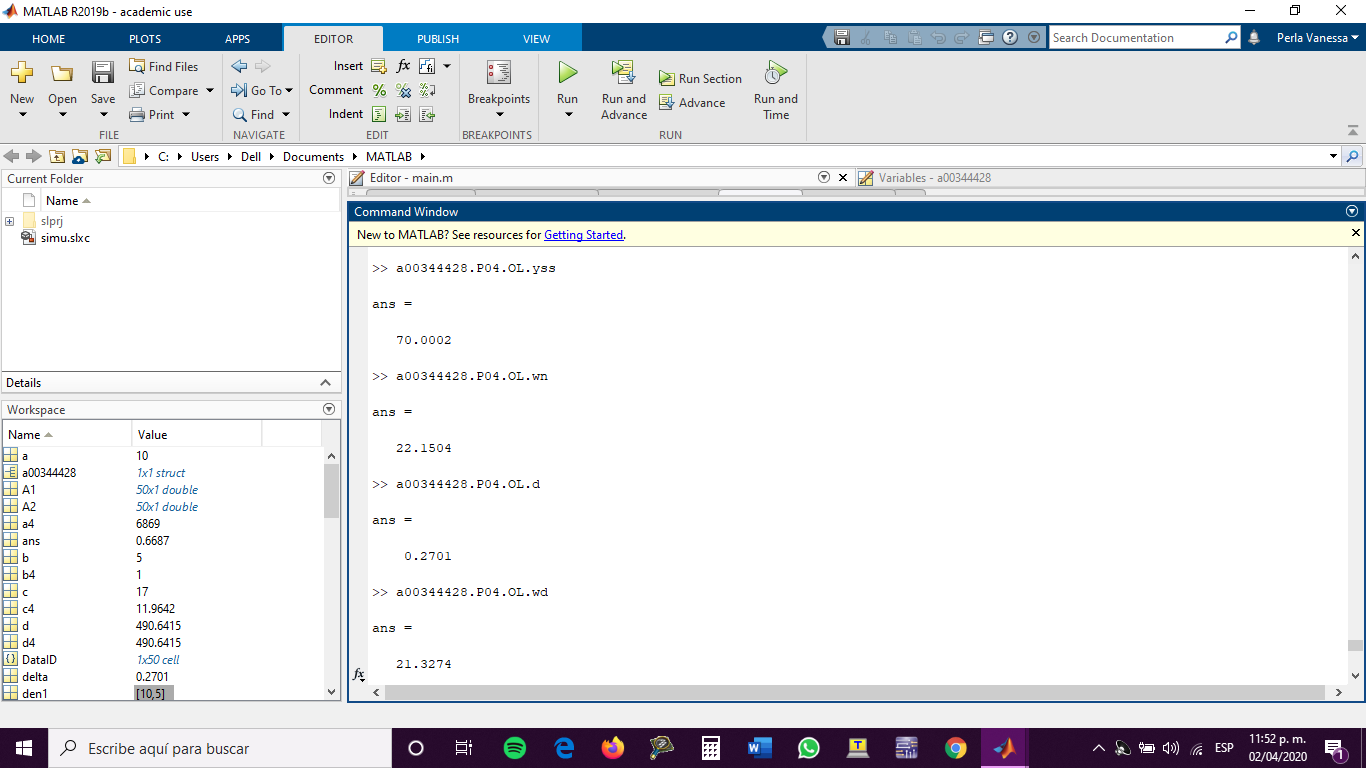 MATLAB R2019b - academic use
HOME PLOTS APPS EDITOR PUBLISH VIEW
Search Documentation
Perla Vanessa
New Open Save
Find Files
Compare
Print
FILE
Go To
Find
NAVIGATE
Insert fx
Comment
Indent
EDIT
Breakpoints
BREAKPOINTS
Run
Run and Advance
Run Section
Advance
Run and Time
RUN
C: Users Dell Documents MATLAB
Current Folder
Name
slprj
simu.slxc
Details
Workspace
Name Value
a 10
a00344428 1x1 struct
A1 50x1 double
A2 50x1 double
a4 6869
ans 0.6687
b 5
b4 1
c 17
c4 11.9642
d 490.6415
d4 490.6415
DataID 1x50 cell
delta 0.2701
den1 [10,5]
Editor - main.m
Variables - a00344428
Command Window
New to MATLAB? See resources for Getting Started.
>> a00344428.P04.OL.yss
ans =
70.0002
>> a00344428.P04.OL.wn
ans =
22.1504
>> a00344428.P04.OL.d
ans =
0.2701
>> a00344428.P04.OL.wd
ans =
21.3274
fx
Escribe aquí para buscar
ESP
11:52 p. m.
02/04/2020
1